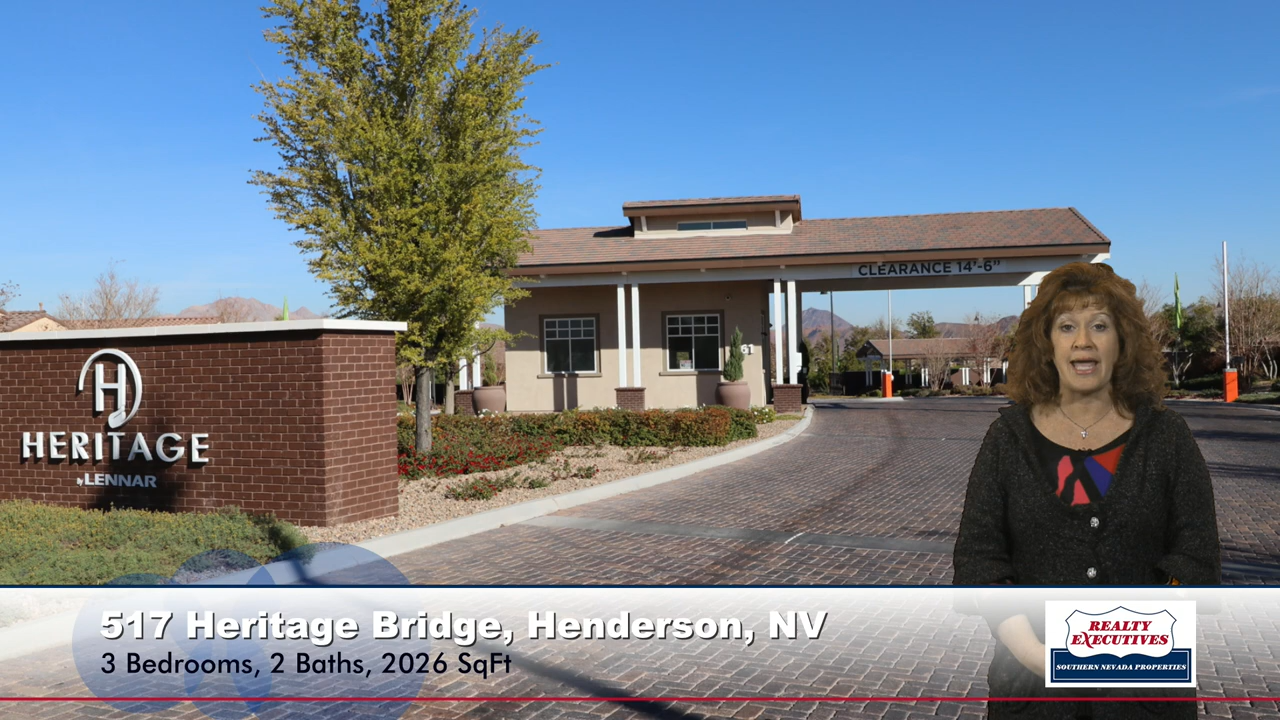 CLEARANCE 14'-6"
61
H
HERITAGE
by LENNAR
517 Heritage Bridge, Henderson, NV
3 Bedrooms, 2 Baths, 2026 SqFt
REALTY
EXECUTIVES
SOUTHERN NEVADA PROPERTIES